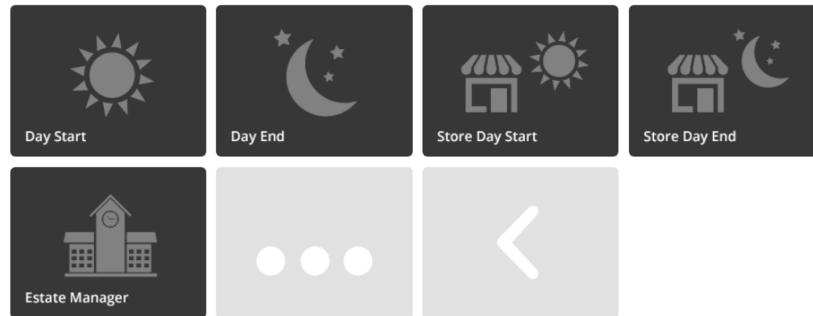 Day Start
Day End
Store Day Start
Store Day End
Estate Manager